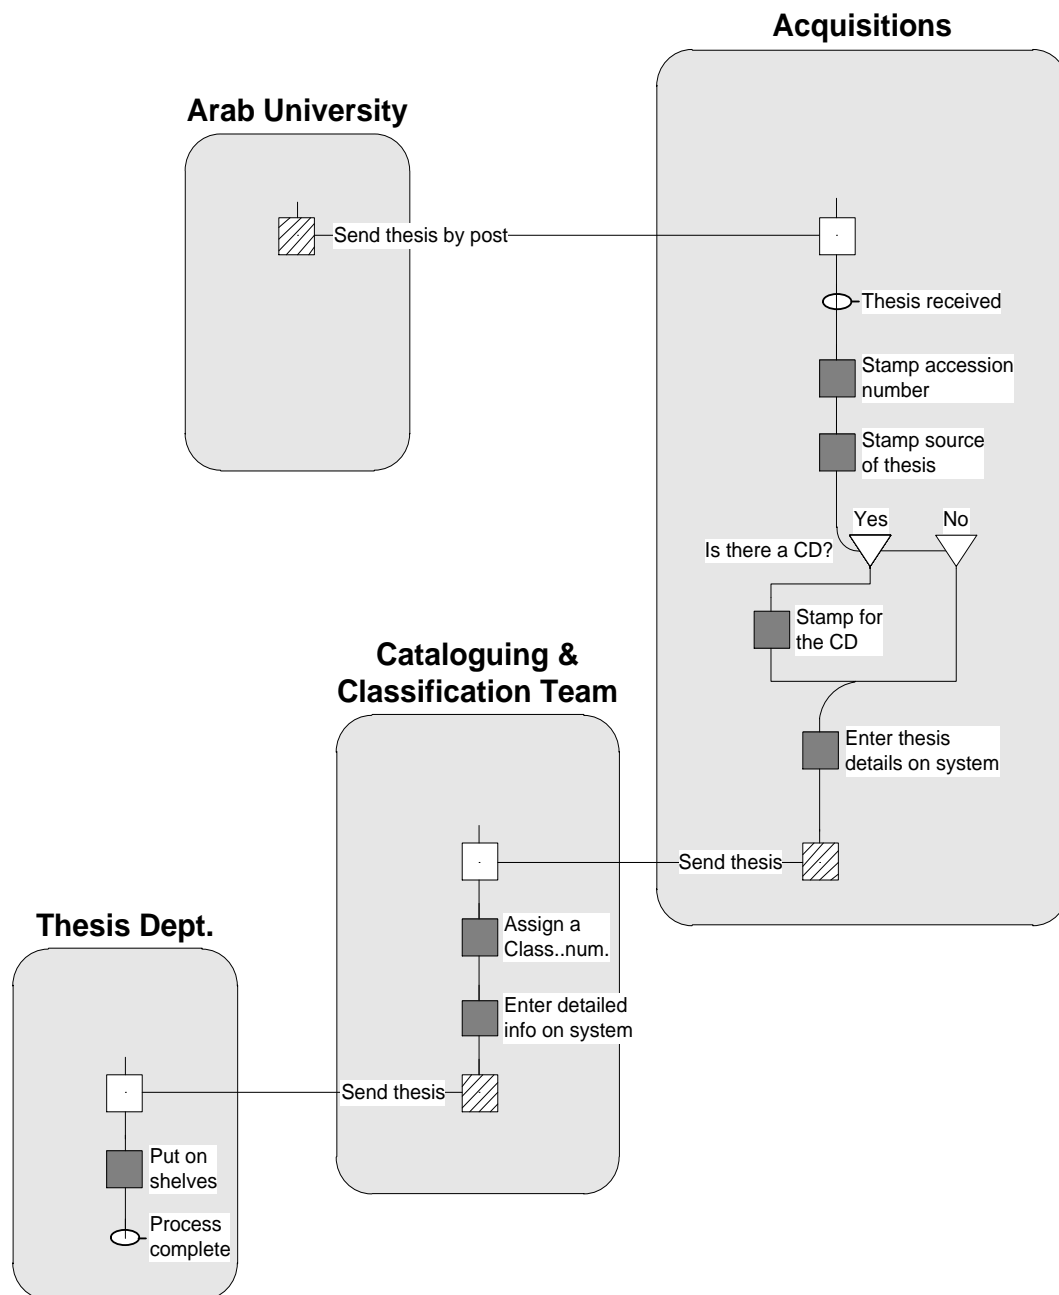 Acquisitions
Arab University
Send thesis by post
Thesis received
Stamp accession
number
Stamp source
of thesis
Yes
No
Is there a CD?
Stamp for
the CD
Cataloguing &
Classification Team
Enter thesis
details on system
Send thesis
Thesis Dept.
Assign a
Class..num.
Enter detailed
info on system
Send thesis
Put on
shelves
Process
complete